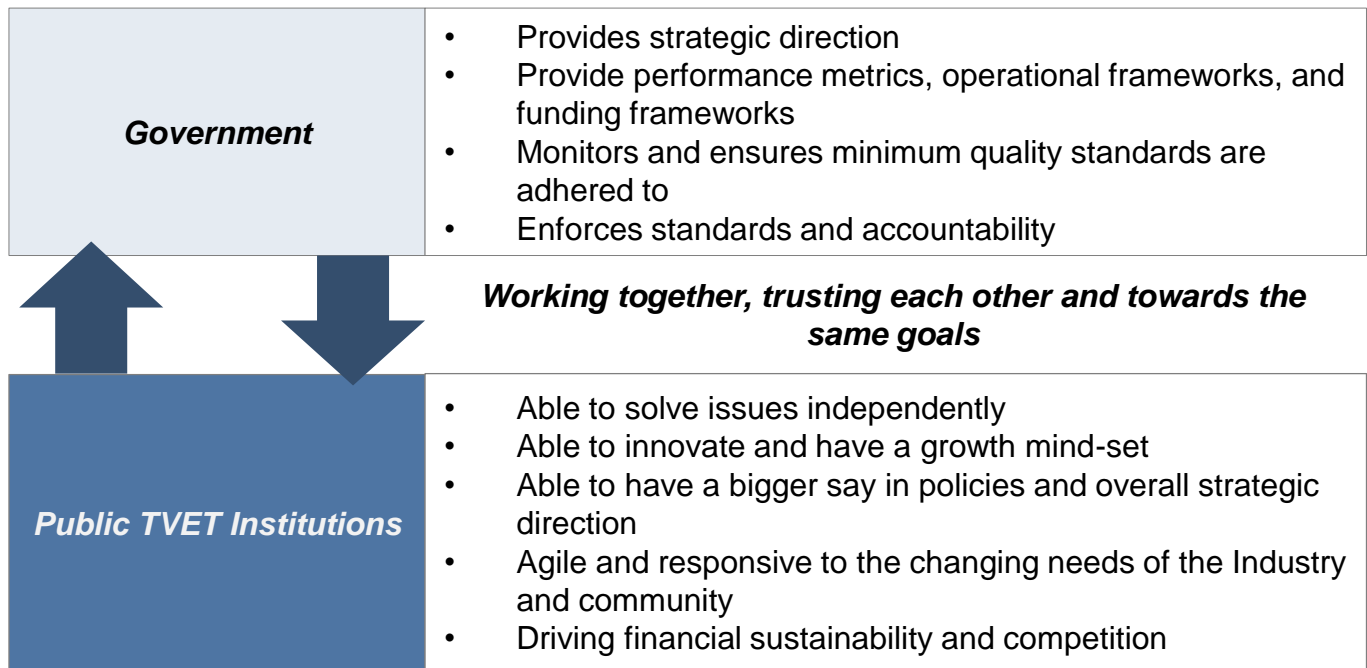 Government
• Provides strategic direction
• Provide performance metrics, operational frameworks, and
funding frameworks
• Monitors and ensures minimum quality standards are
adhered to
• Enforces standards and accountability
Working together, trusting each other and towards the
same goals
Public TVET Institutions
• Able to solve issues independently
• Able to innovate and have a growth mind-set
• Able to have a bigger say in policies and overall strategic
direction
• Agile and responsive to the changing needs of the Industry
and community
• Driving financial sustainability and competition